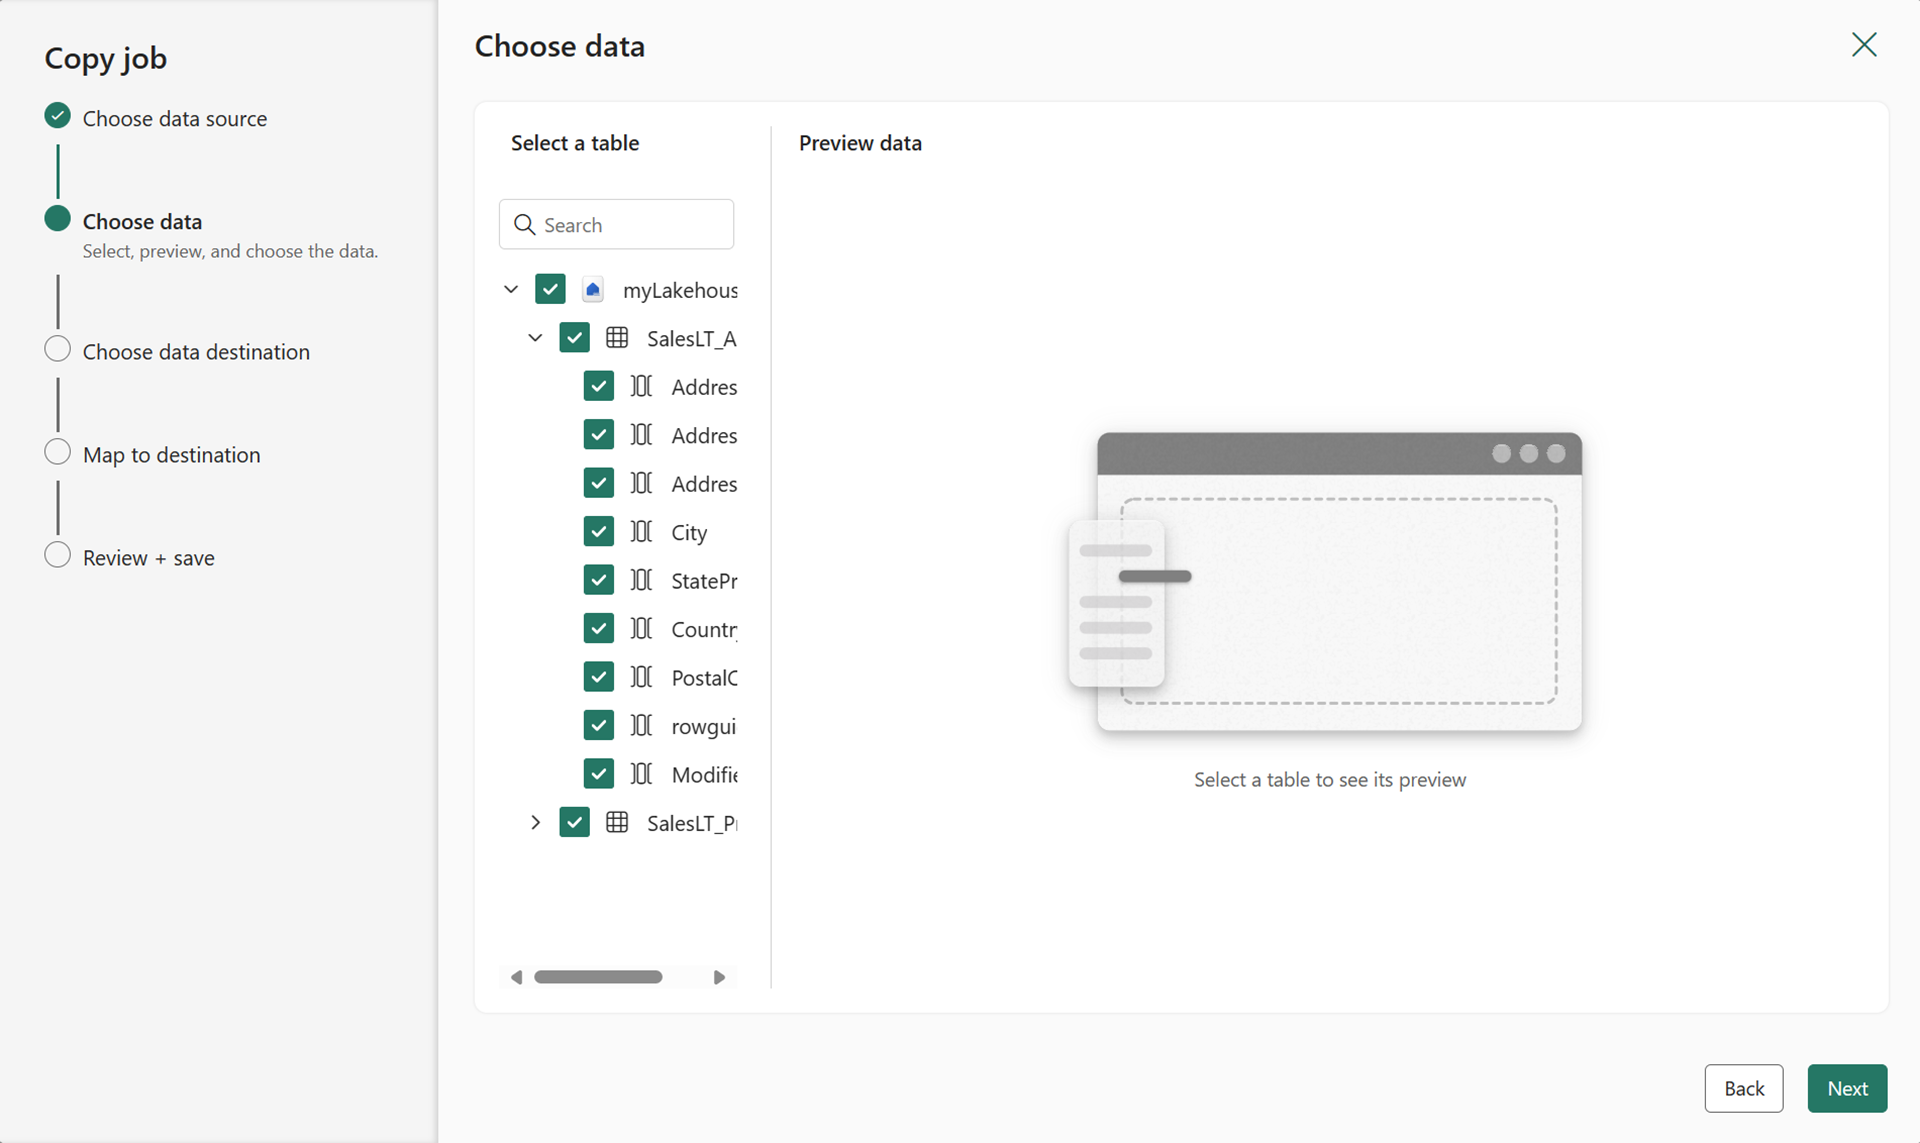 Copy job
Choose data source
Choose data
Select, preview, and choose the data.
Choose data destination
Map to destination
Review + save
Choose data
Select a table
Search
myLakehous
SalesLT_A
Addres
Addres
Addres
City
StatePr
Countr
PostalC
rowgui
Modifie
SalesLT_P
Preview data
Select a table to see its preview
Back
Next